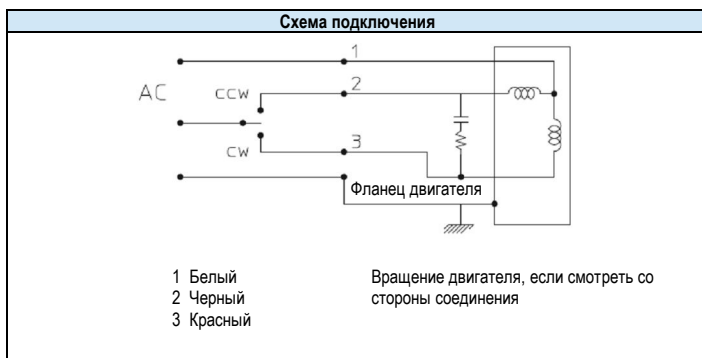 Схема подключения
1
AC
CCW
2
CW
3
Фланец двигателя
1 Белый
2 Черный
3 Красный
Вращение двигателя, если смотреть со
стороны соединения